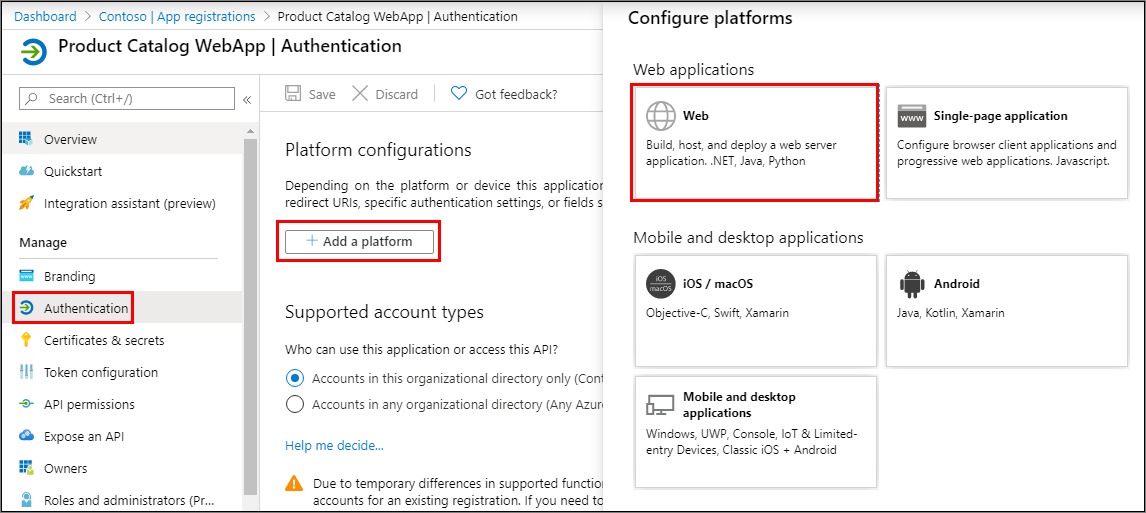 Dashboard > Contoso | App registrations > Product Catalog WebApp | Authentication
Product Catalog WebApp | Authentication
Search (Ctrl+/)
«
Overview
Quickstart
Integration assistant (preview)
Manage
Branding
Authentication
Certificates & secrets
Token configuration
API permissions
Expose an API
Owners
Roles and administrators (Pr...
Save Discard Got feedback?
Platform configurations
Depending on the platform or device this application
redirect URIs, specific authentication settings, or fields s
+ Add a platform
Supported account types
Who can use this application or access this API?
Accounts in this organizational directory only (Cont
Accounts in any organizational directory (Any Azure
Help me decide...
Due to temporary differences in supported function
accounts for an existing registration. If you need to
Configure platforms
Web applications
Web
Build, host, and deploy a web server
application. .NET, Java, Python
www
Single-page application
Configure browser client applications and
progressive web applications. Javascript.
Mobile and desktop applications
iOS
macOS
iOS / macOS
Objective-C, Swift, Xamarin
Android
Java, Kotlin, Xamarin
Mobile and desktop
applications
Windows, UWP, Console, IoT & Limited-
entry Devices, Classic iOS + Android